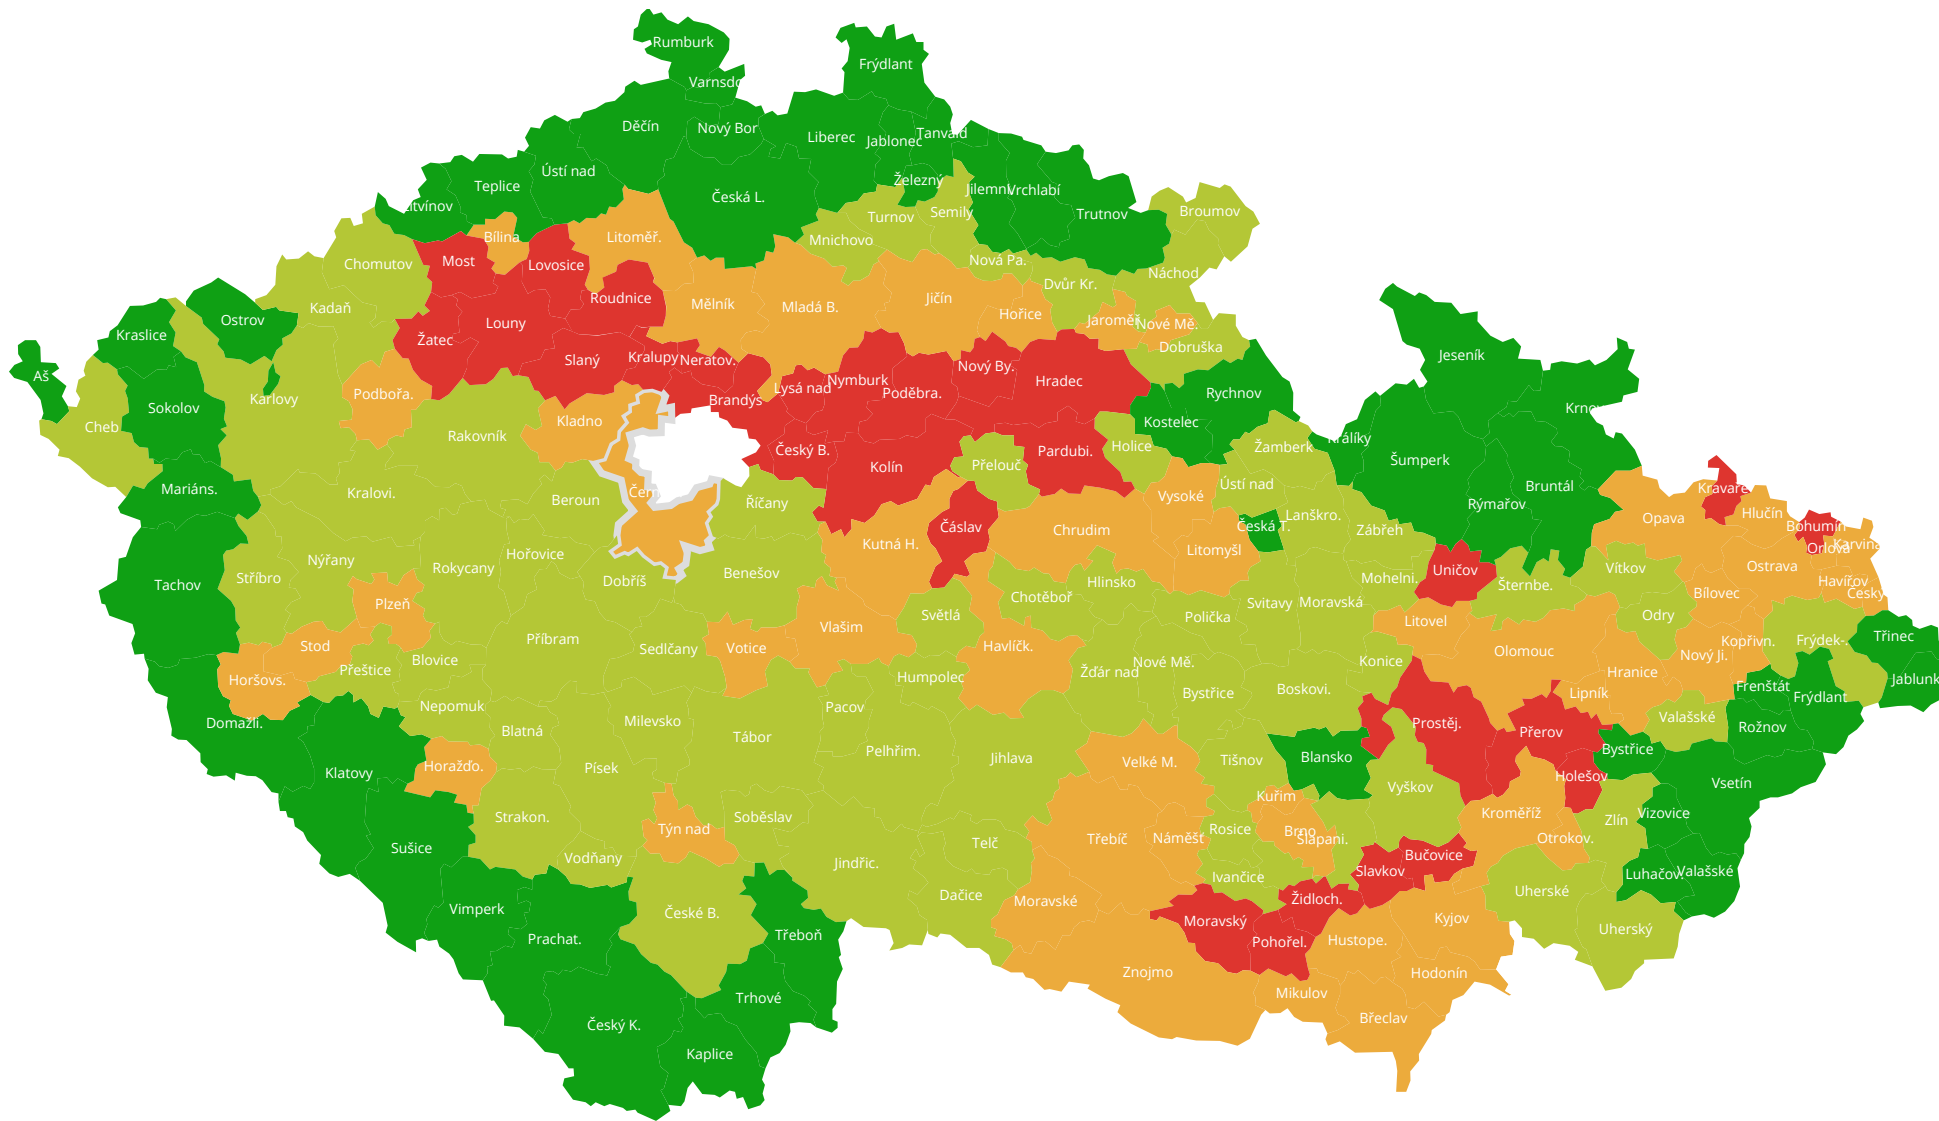 Rumburk
Frýdlant
Varnsdo
Děčín
Nový Bor
Liberec
Jablonec
Tanvald
Ústí nad
Teplice
Česká L.
Železný
Jilemni
Vrchlabí
Litvínov
Turnov
Semily
Trutnov
Broumov
Bílina
Litoměř.
Mnichovo
Chomutov
Most
Lovosice
Nová Pa.
Náchod
Dvůr Kr.
Kadaň
Roudnice
Mělník
Mladá B.
Jičín
Hořice
Jaroměř
Nové Mě.
Ostrov
Kraslice
Louny
Žatec
Dobruška
Jeseník
Slaný
Kralupy
Neratov.
Nový By.
Aš
Nymburk
Hradec
Lysá nad
Poděbra.
Rychnov
Podbořa.
Karlovy
Brandýs
Sokolov
Krnov
Cheb
Kladno
Kostelec
Rakovník
Králíky
Holice
Žamberk
Český B.
Pardubi.
Přelouč
Kolín
Šumperk
Mariáns.
Kralovi.
Čern
Ústí nad
Bruntál
Kravaře
Beroun
Říčany
Vysoké
Rýmařov
Lanškro.
Hlučín
Opava
Čáslav
Česká T.
Zábřeh
Bohumín
Chrudim
Kutná H.
Litomyšl
Orlová
Karviná
Hořovice
Nýřany
Rokycany
Ostrava
Vítkov
Uničov
Benešov
Stříbro
Dobříš
Hlinsko
Mohelni.
Havířov
Tachov
Šternbe.
Bílovec
Český
Chotěboř
Plzeň
Svitavy
Moravská
Světlá
Polička
Odry
Litovel
Vlašim
Příbram
Třinec
Frýdek-.
Kopřivn.
Stod
Votice
Sedlčany
Havlíčk.
Olomouc
Nový Ji.
Blovice
Konice
Nové Mě.
Přeštice
Žďár nad
Hranice
Humpolec
Horšovs.
Jablunk
Frenštát
Boskovi.
Bystřice
Lipník
Frýdlant
Nepomuk
Pacov
Valašské
Milevsko
Domažli.
Prostěj.
Rožnov
Blatná
Přerov
Tábor
Bystřice
Pelhřim.
Jihlava
Blansko
Tišnov
Velké M.
Horažďo.
Písek
Klatovy
Holešov
Vsetín
Vyškov
Kuřim
Kroměříž
Vizovice
Strakon.
Soběslav
Zlín
Týn nad
Rosice
Brno
Šlapani.
Třebíč
Náměšť
Otrokov.
Telč
Sušice
Vodňany
Bučovice
Jindřic.
Slavkov
Luhačov.
Valašské
Ivančice
Uherské
Dačice
Židloch.
Moravské
Vimperk
České B.
Kyjov
Moravský
Uherský
Třeboň
Prachat.
Hustope.
Pohořel.
Znojmo
Hodonín
Mikulov
Trhové
Břeclav
Český K.
Kaplice